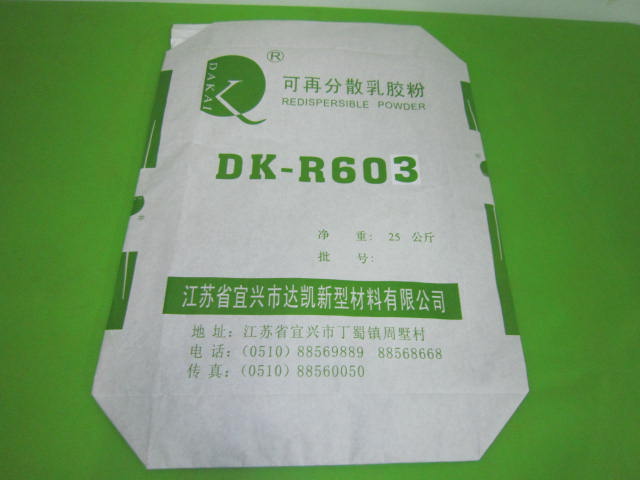 DAKAI
®
可再分散乳胶粉
REDISPERSIBLE POWDER
DK-R603
净 重: 25 公斤
批 号:
江苏省宜兴市达凯新型材料有限公司
地 址: 江苏省宜兴市丁蜀镇周墅村
电 话: (0510) 88569889 88568668
传 真: (0510) 88560050